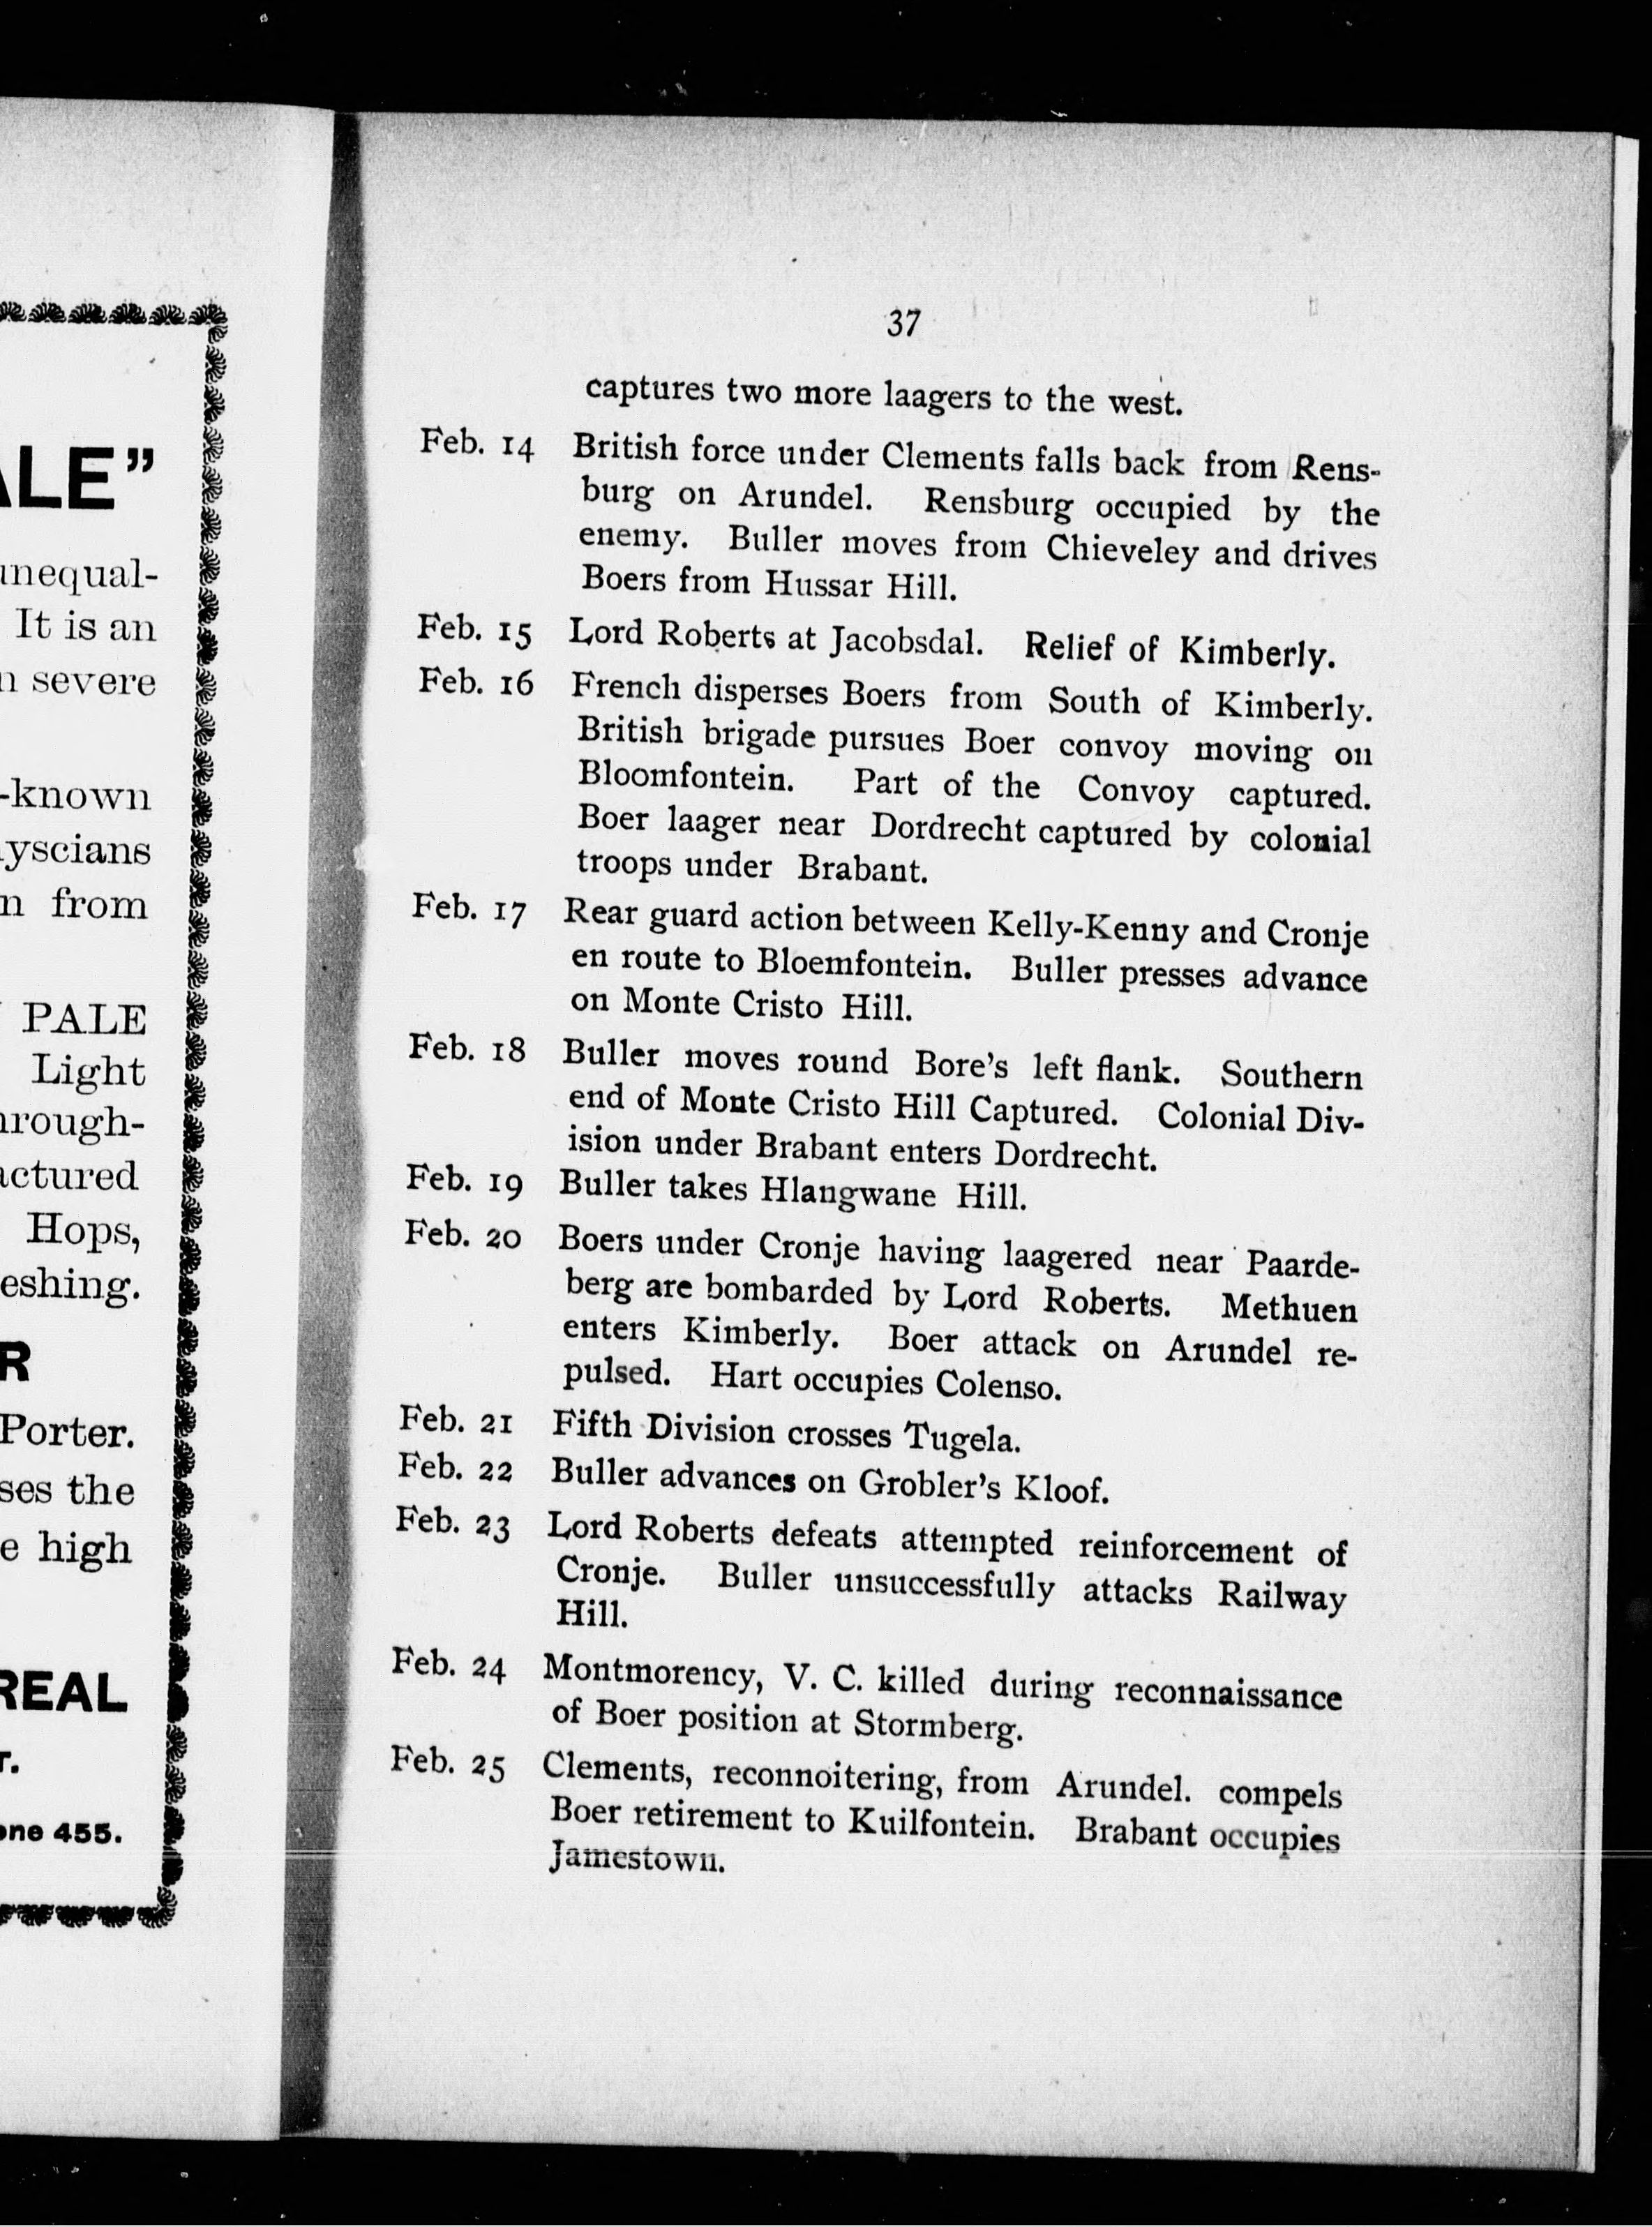 ALE”
unequal-
It is an
severe
-known
yscians
from
PALE
Light
hrough-
actured
Hops,
eshing.
R
Porter.
ses the
e high
REAL
r.
one 455.
37
captures two more laagers to the west.
Feb. 14 British force under Clements falls back from Rens-
burg on Arundel. Rensburg occupied by the
enemy. Buller moves from Chieveley and drives
Boers from Hussar Hill.
Feb. 15 Lord Roberts at Jacobsdal. Relief of Kimberly.
Feb. 16 French disperses Boers from South of Kimberly.
British brigade pursues Boer convoy moving on
Bloomfontein. Part of the Convoy captured.
Boer laager near Dordrecht captured by colonial
troops under Brabant.
Feb. 17 Rear guard action between Kelly-Kenny and Cronje
en route to Bloemfontein. Buller presses advance
on Monte Cristo Hill.
Feb. 18 Buller moves round Bore’s left flank. Southern
end of Monte Cristo Hill Captured. Colonial Div-
ision under Brabant enters Dordrecht.
Feb. 19 Buller takes Hlangwane Hill.
Feb. 20 Boers under Cronje having laagered near Paarde-
berg are bombarded by Lord Roberts. Methuen
enters Kimberly. Boer attack on Arundel re-
pulsed. Hart occupies Colenso.
Feb. 21 Fifth Division crosses Tugela.
Feb. 22 Buller advances on Grobler’s Kloof.
Feb. 23 Lord Roberts defeats attempted reinforcement of
Cronje. Buller unsuccessfully attacks Railway
Hill.
Feb. 24 Montmorency, V. C. killed during reconnaissance
of Boer position at Stormberg.
Feb. 25 Clements, reconnoitering, from Arundel. compels
Boer retirement to Kuilfontein. Brabant occupies
Jamestown.